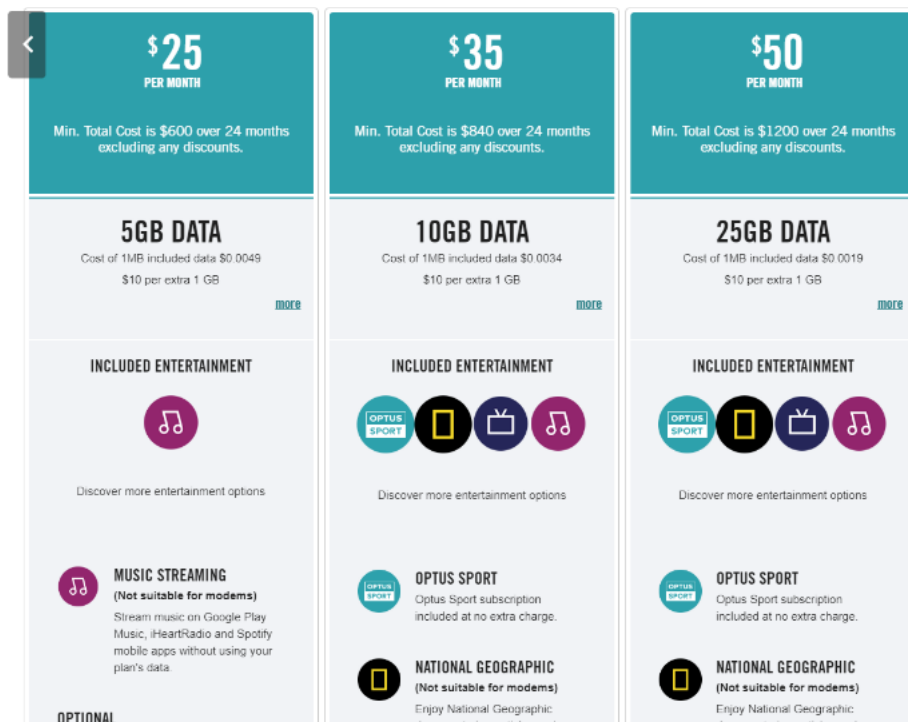 $25
PER MONTH
Min. Total Cost is $600 over 24 months
excluding any discounts.
5GB DATA
Cost of 1MB included data $0.0049
$10 per extra 1 GB
more
INCLUDED ENTERTAINMENT
Discover more entertainment options
MUSIC STREAMING
(Not suitable for modems)
Stream music on Google Play
Music, iHeartRadio and Spotify
mobile apps without using your
plan's data.
OPTIONAL
$35
PER MONTH
Min. Total Cost is $840 over 24 months
excluding any discounts.
10GB DATA
Cost of 1MB included data $0.0034
$10 per extra 1 GB
more
INCLUDED ENTERTAINMENT
OPTUS
SPORT
Discover more entertainment options
OPTUS
SPORT
OPTUS SPORT
Optus Sport subscription
included at no extra charge.
NATIONAL GEOGRAPHIC
(Not suitable for modems)
Enjoy National Geographic
$50
PER MONTH
Min. Total Cost is $1200 over 24 months
excluding any discounts.
25GB DATA
Cost of 1MB included data $0.0019
$10 per extra 1 GB
more
INCLUDED ENTERTAINMENT
OPTUS
SPORT
Discover more entertainment options
OPTUS
SPORT
OPTUS SPORT
Optus Sport subscription
included at no extra charge.
NATIONAL GEOGRAPHIC
(Not suitable for modems)
Enjoy National Geographic